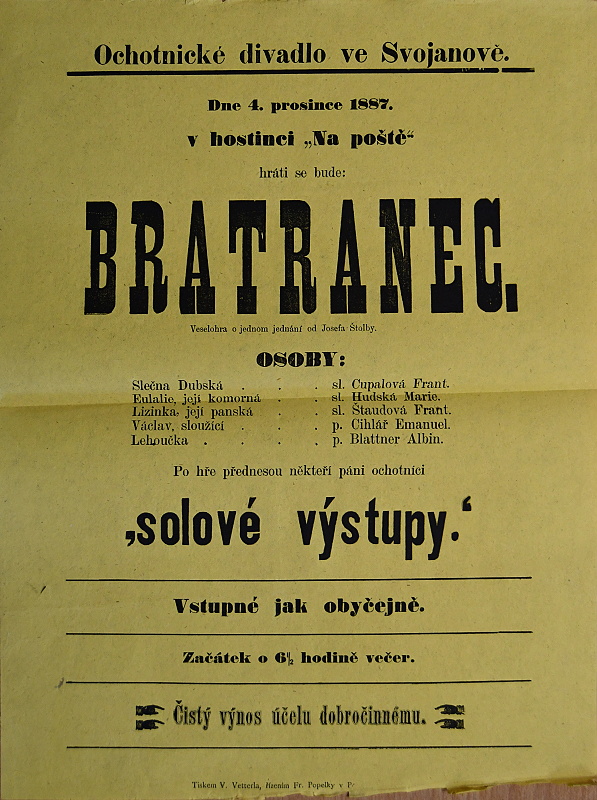 Ochotnické divadlo ve Svojanově.
Dne 4. prosince 1887.
v hostinci „Na poště“
hráti se bude:
BRATRANEC.
Veselohra o jednom jednání od Josefa Štolby.
OSOBY:
Slečna Dubská . . . sl. Cupalová Frant.
Eulalie, její komorná . . sl. Hudská Marie.
Lizinka, její panská . . sl. Štaudová Frant.
Václav, sloužící . . . p. Cihlář Emanuel.
Lehoučka . . . . p. Blattner Albin.
Po hře přednesou někteří páni ochotníci
‚solové výstupy.‘
Vstupné jak obyčejně.
Začátek o 6½ hodině večer.
Čistý výnos účelu dobročinnému.
Tiskem V. Vetterla, řízením Fr. Popelky v